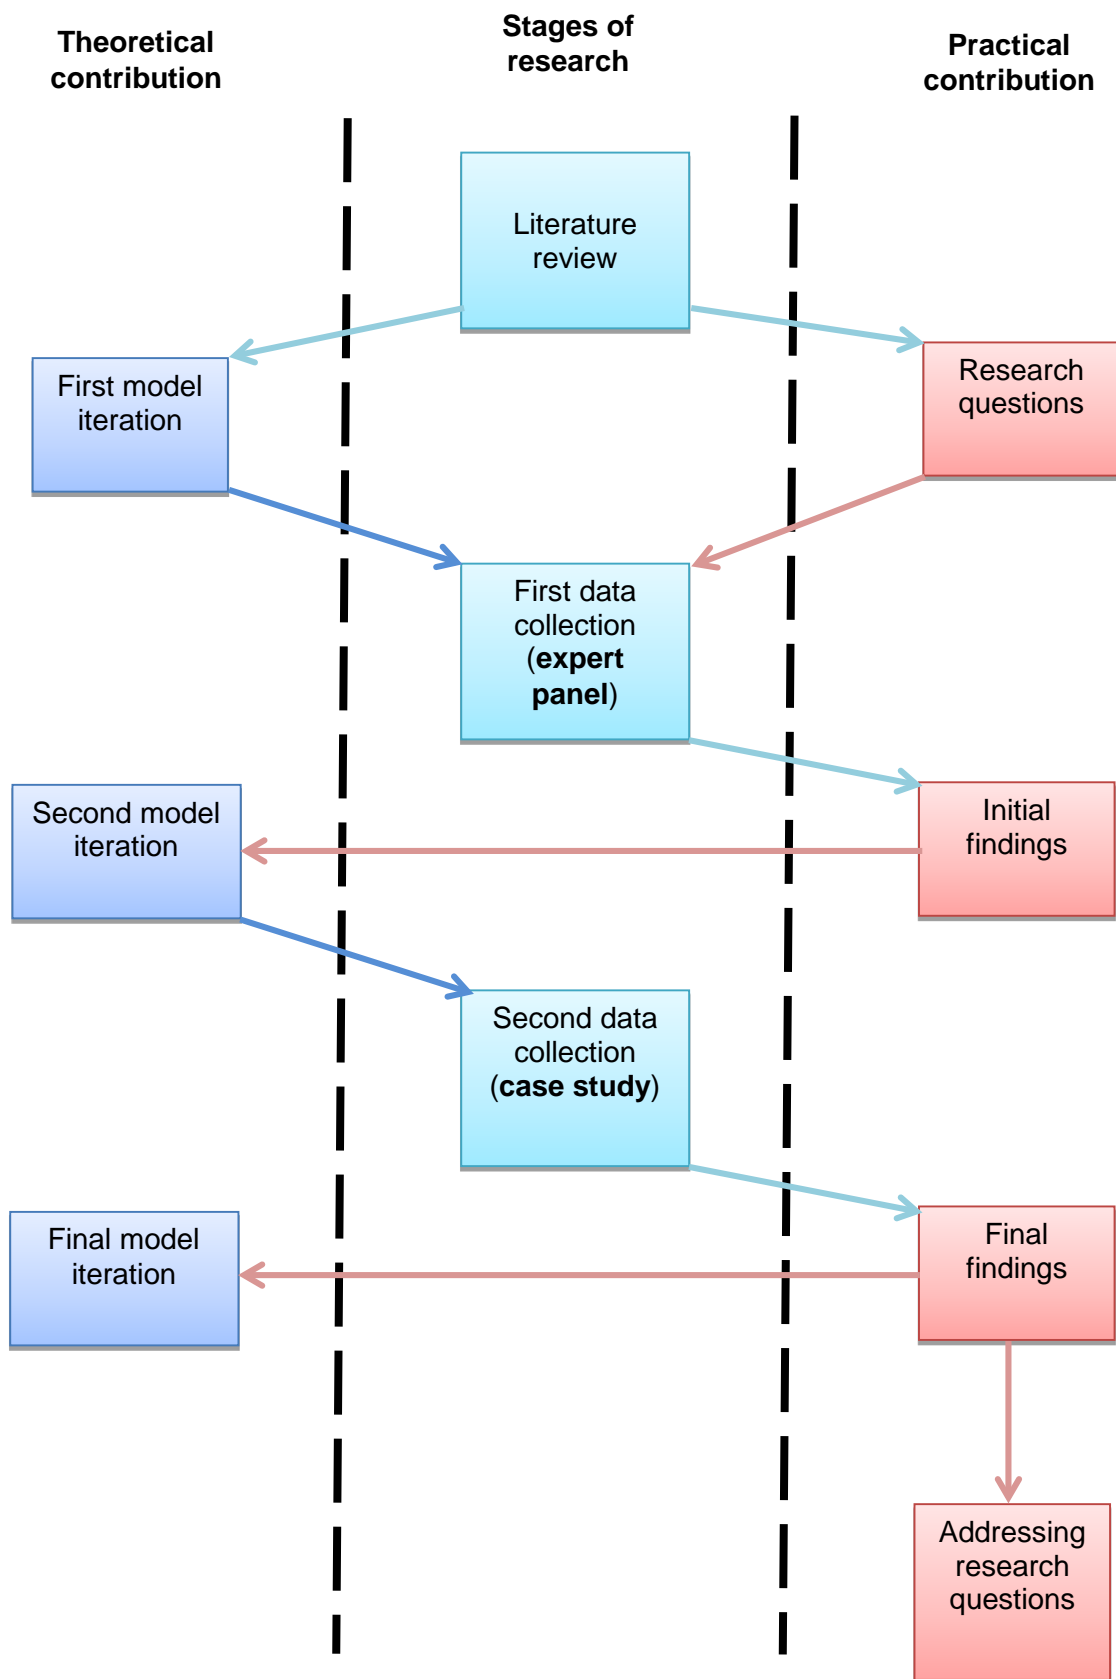 Theoretical
contribution
Stages of
research
Practical
contribution
Literature
review
First model
iteration
Research
questions
First data
collection
(expert
panel)
Second model
iteration
Initial
findings
Second data
collection
(case study)
Final model
iteration
Final
findings
Addressing
research
questions